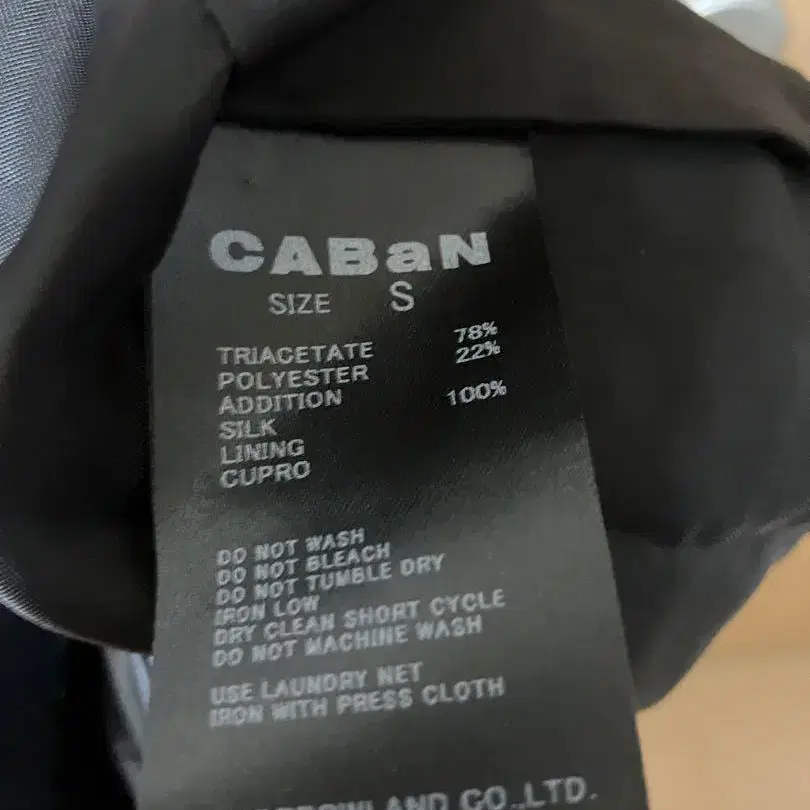 CABaN
SIZE S
TRIACETATE 78%
POLYESTER 22%
ADDITION
SILK 100%
LINING
CUPRO
DO NOT WASH
DO NOT BLEACH
DO NOT TUMBLE DRY
IRON LOW
DRY CLEAN SHORT CYCLE
DO NOT MACHINE WASH
USE LAUNDRY NET
IRON WITH PRESS CLOTH
CO.,LTD.